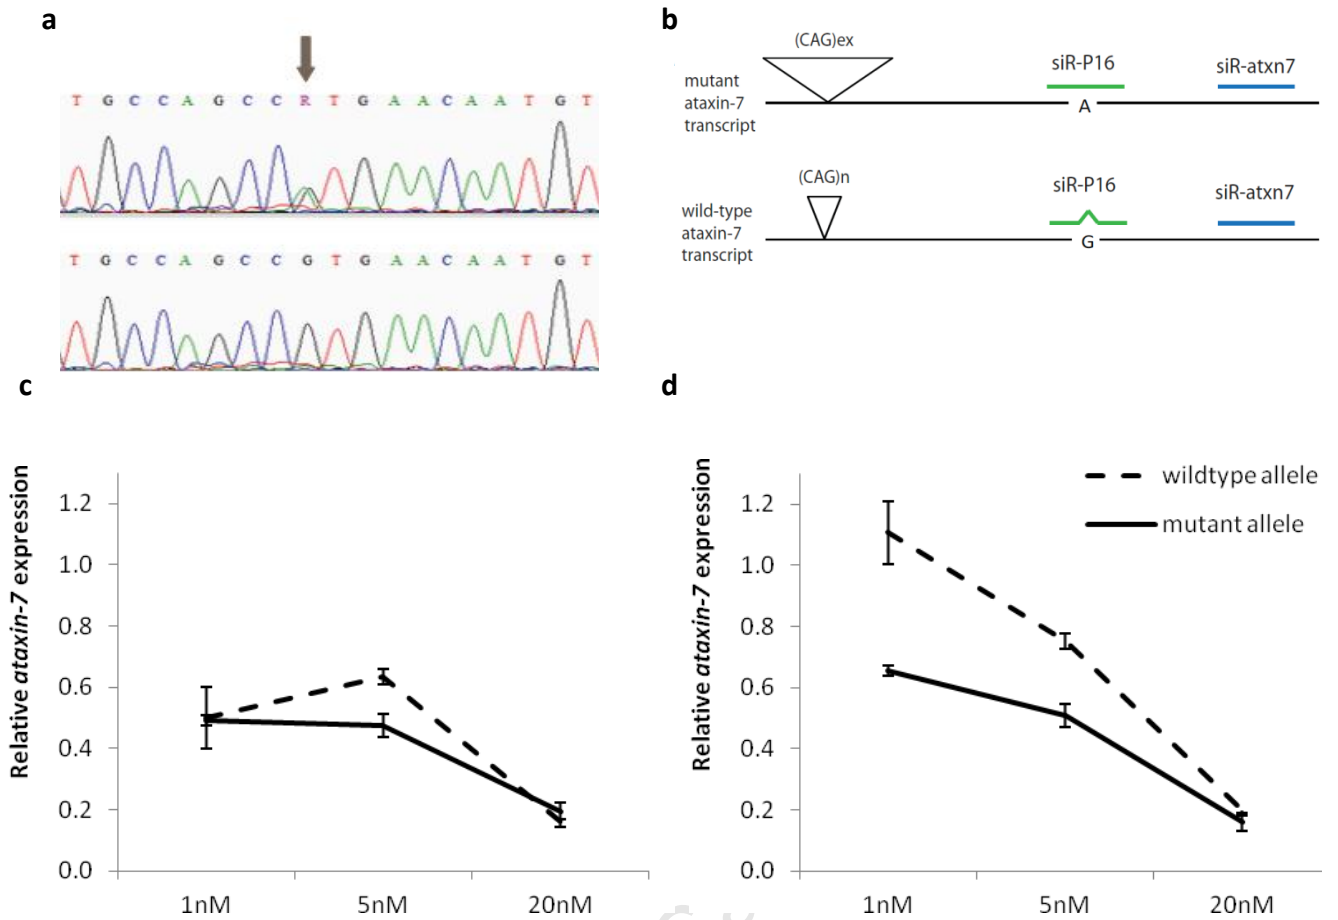 a
T G C C A G C C R T G A A C A A T G T
T G C C A G C C G T G A A C A A T G T
b
(CAG)ex
siR-P16
siR-atxn7
mutant
ataxin-7
transcript
A
(CAG)n
siR-P16
siR-atxn7
wild-type
ataxin-7
transcript
G
c
Relative ataxin-7 expression
1.2
1.0
0.8
0.6
0.4
0.2
0.0
1nM
5nM
20nM
d
Relative ataxin-7 expression
1.2
1.0
0.8
0.6
0.4
0.2
0.0
1nM
5nM
20nM
wildtype allele
mutant allele